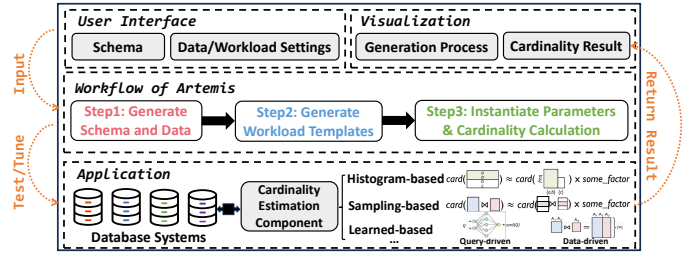 User Interface
Visualization
Schema
Data/Workload Settings
Generation Process
Cardinality Result
Input
Workflow of Artemis
Step1: Generate
Schema and Data
Step2: Generate
Workload Templates
Step3: Instantiate Parameters
& Cardinality Calculation
Return Result
Test/Tune
Application
Database Systems
Cardinality
Estimation
Component
Histogram-based
card( ) ≈ card( ) x some_factor
Sampling-based
card( ⋈ ) ≈ card( ⋈ ) x some_factor
Learned-based
...
Query-driven
Data-driven